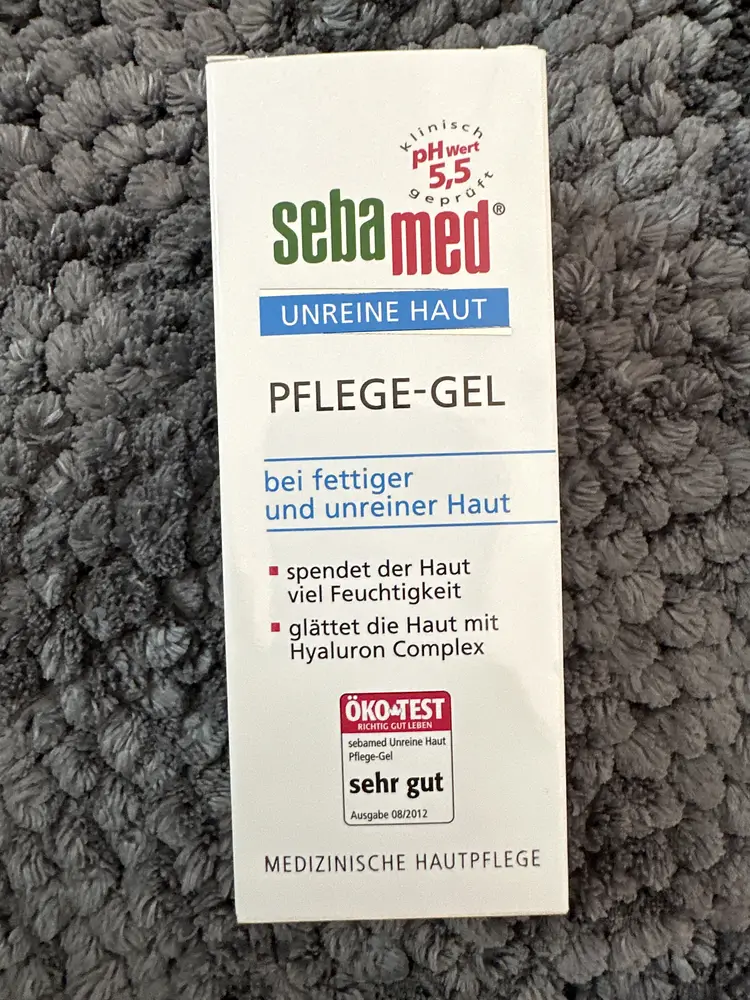 klinisch
pH Wert
5,5
geprüft
sebamed®
UNREINE HAUT
PFLEGE-GEL
bei fettiger
und unreiner Haut
spendet der Haut
viel Feuchtigkeit
glättet die Haut mit
Hyaluron Complex
ÖKO-TEST
RICHTIG GUT LEBEN
sebamed Unreine Haut
Pflege-Gel
sehr gut
Ausgabe 08/2012
MEDIZINISCHE HAUTPFLEGE